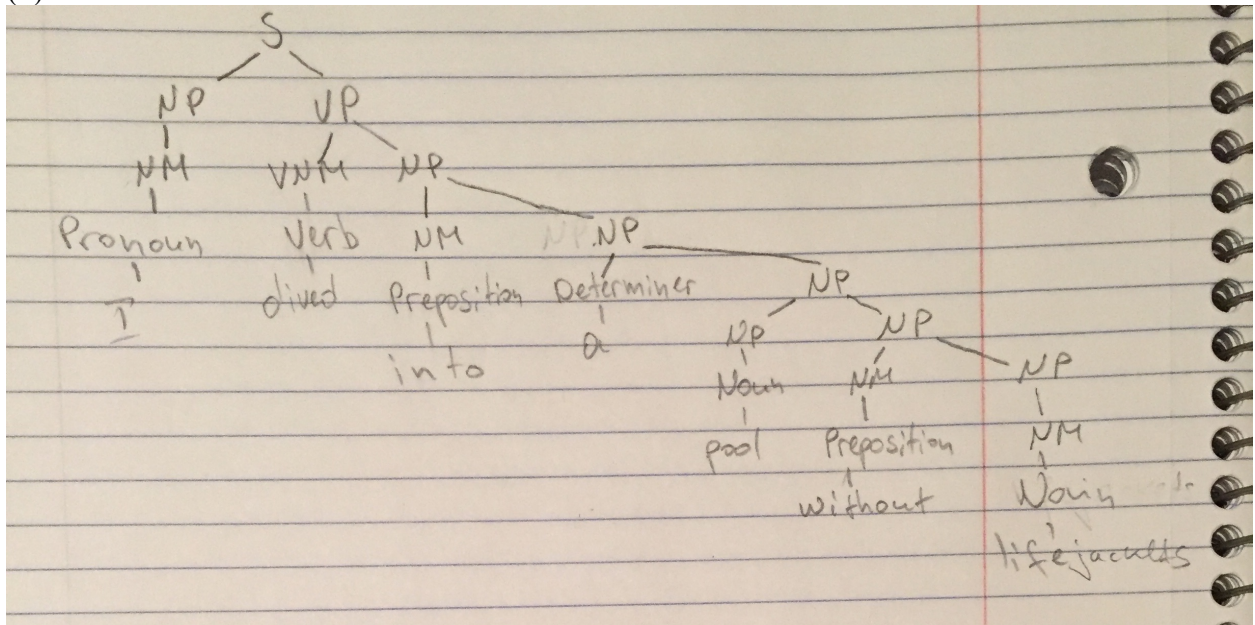 S
NP VP
NM VNM NP
Pronoun Verb NM NP
I dived Preposition Determiner NP
into a NP NP
Noun NM NP
pool Preposition NM
without Noun
lifejackets